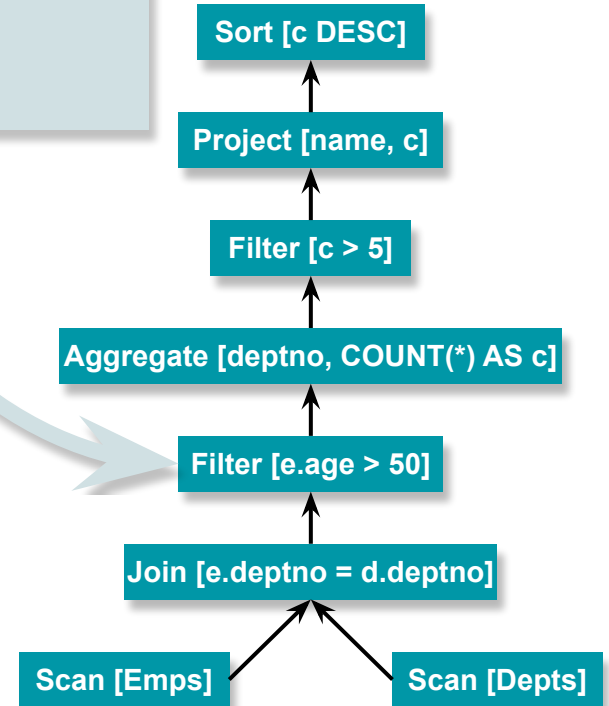 Sort [c DESC]
Project [name, c]
Filter [c > 5]
Aggregate [deptno, COUNT(*) AS c]
Filter [e.age > 50]
Join [e.deptno = d.deptno]
Scan [Emps]
Scan [Depts]